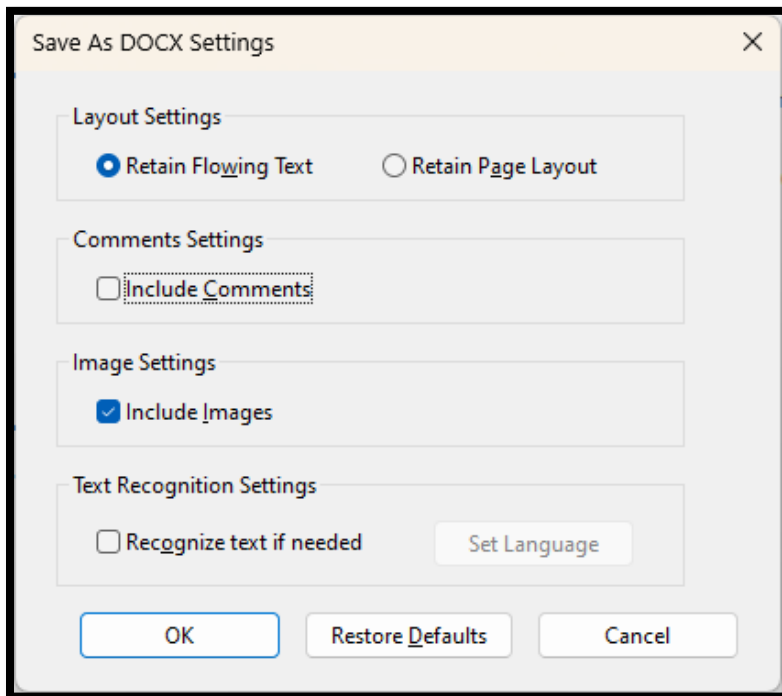 Save As DOCX Settings
Layout Settings
Retain Flowing Text Retain Page Layout
Comments Settings
Include Comments
Image Settings
Include Images
Text Recognition Settings
Recognize text if needed Set Language
OK Restore Defaults Cancel